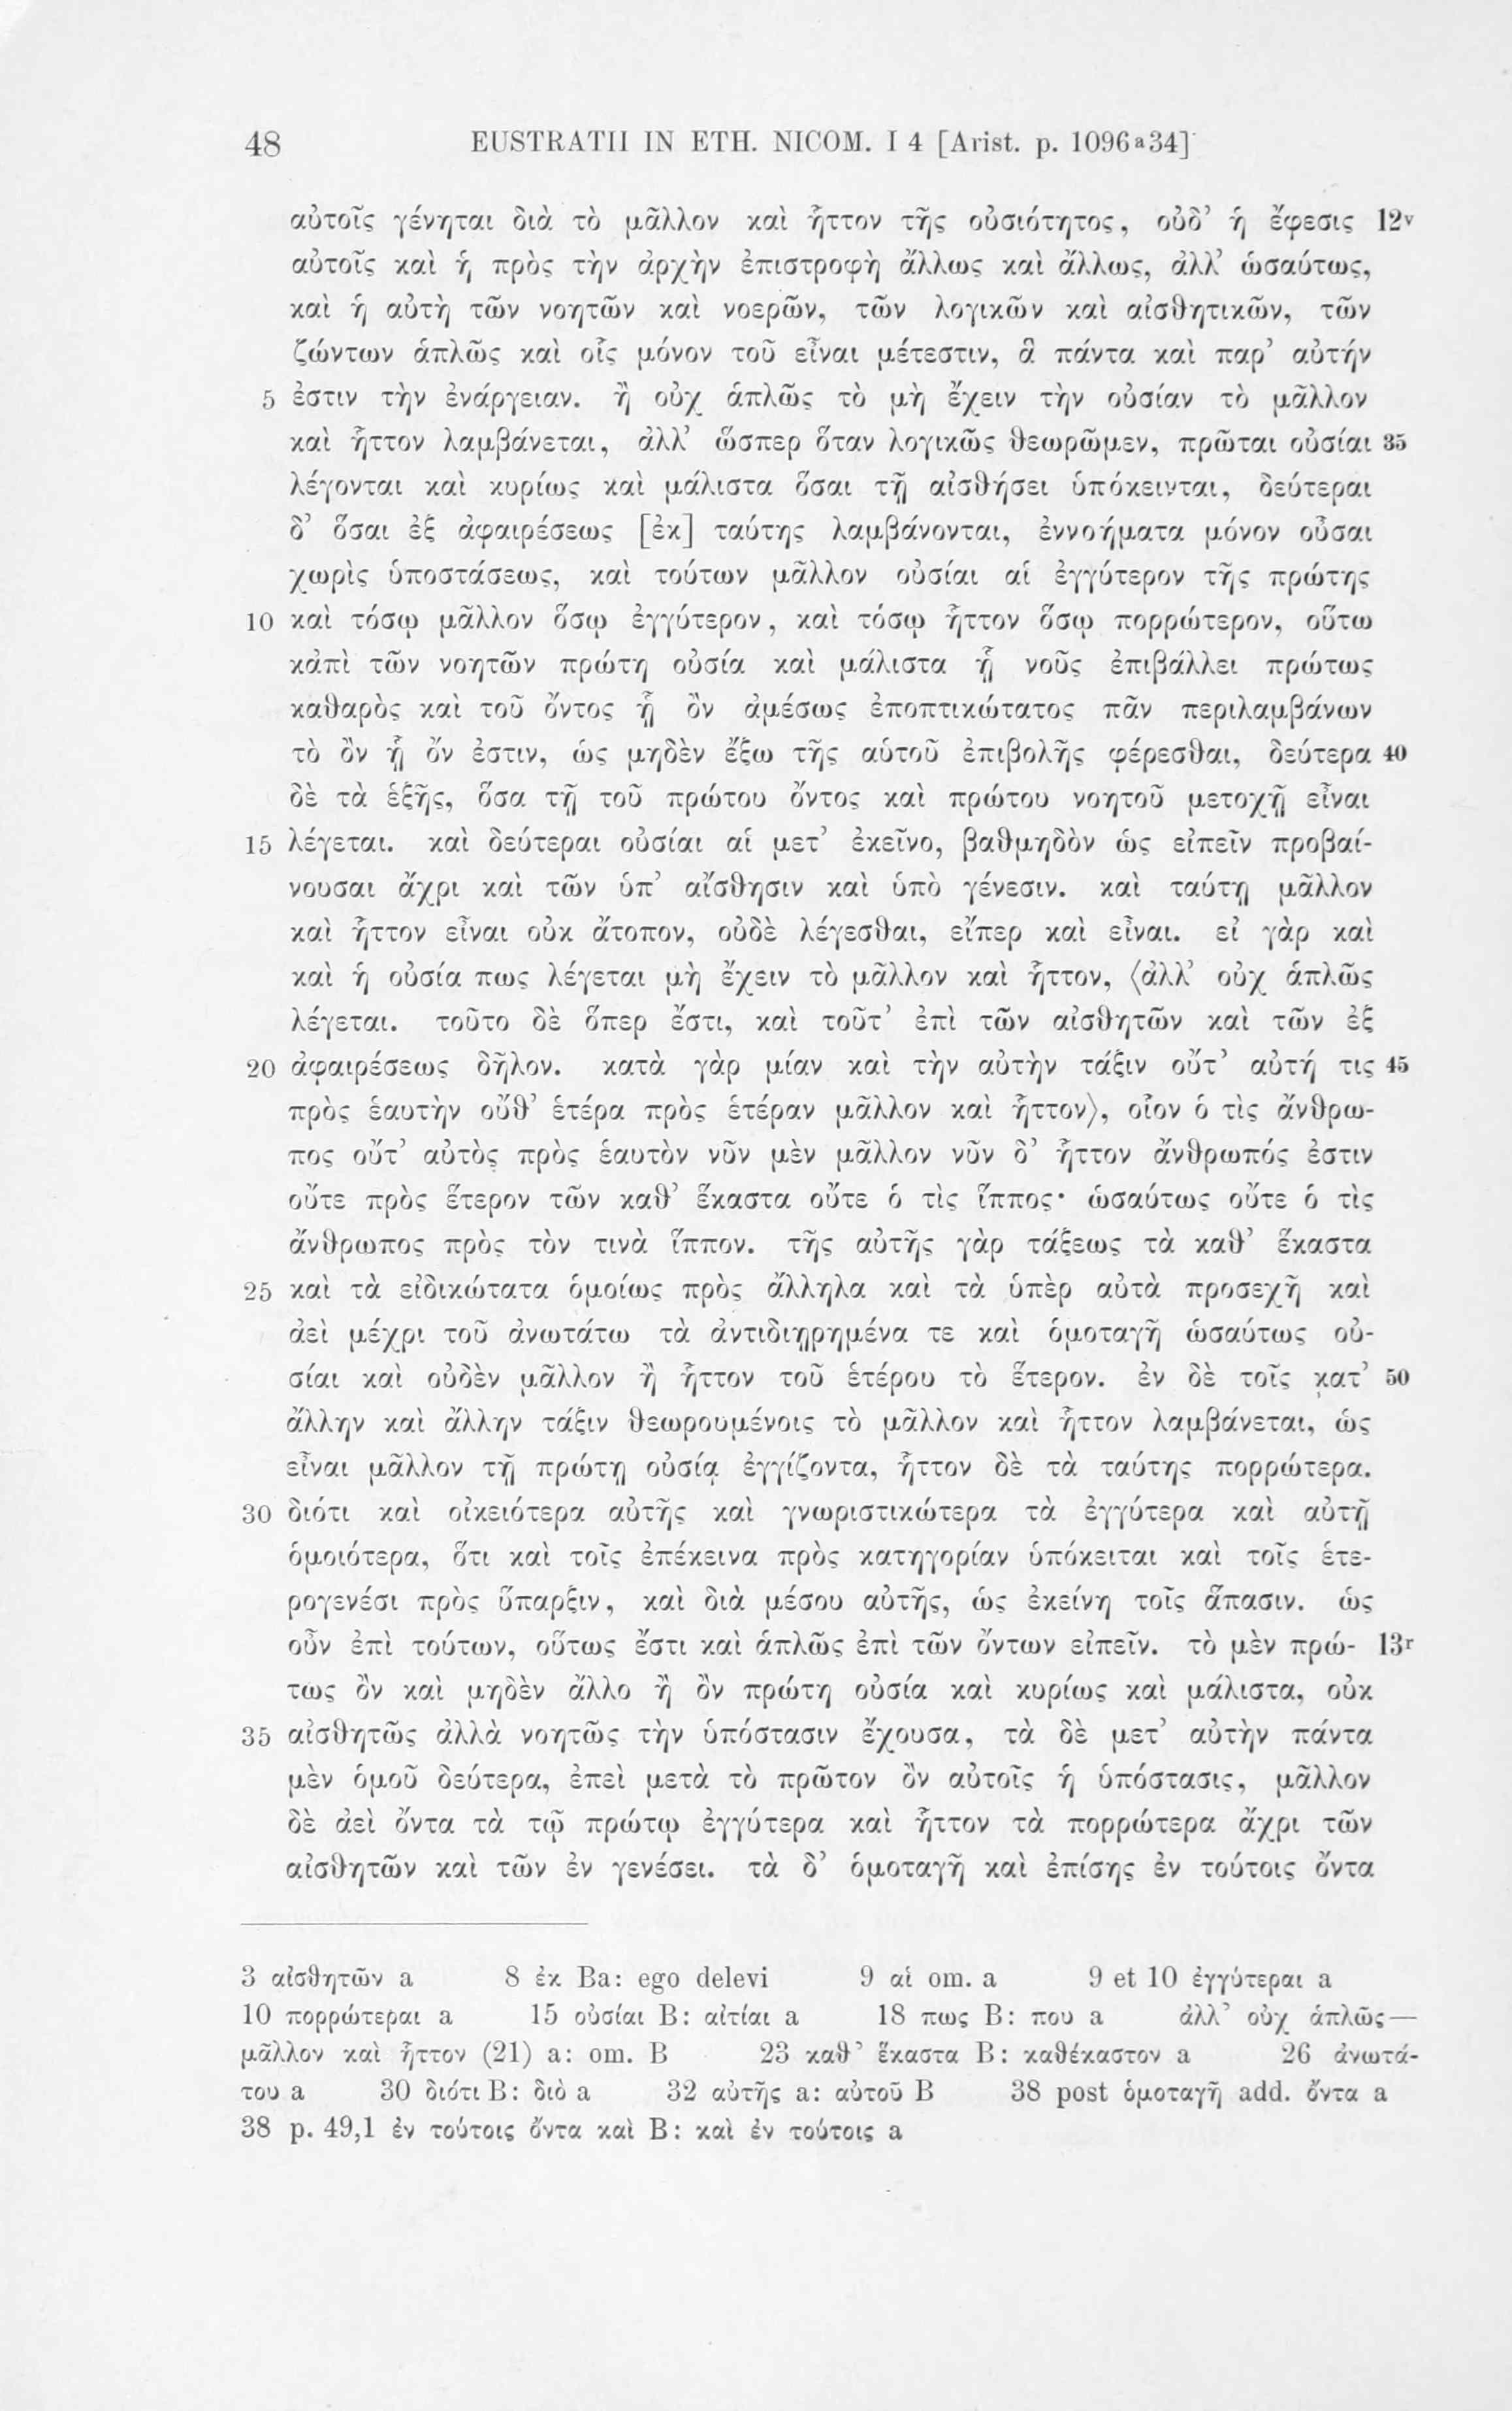 48 EUSTRATII IN ETH. NICOM. I 4 [Arist. p. 1096a34]
αὐτοῖς γένηται διὰ τὸ μᾶλλον καὶ ἧττον τῆς οὐσιότητος, οὐδ’ ἡ ἔφεσις 12v
αὐτοῖς καὶ ἡ πρὸς τὴν ἀρχὴν ἐπιστροφὴ ἄλλως καὶ ἄλλως, ἀλλ’ ὡσαύτως,
καὶ ἡ αὐτὴ τῶν νοητῶν καὶ νοερῶν, τῶν λογικῶν καὶ αἰσθητικῶν, τῶν
ζώντων ἁπλῶς καὶ οἷς μόνον τοῦ εἶναι μέτεστιν, ἃ πάντα καὶ παρ’ αὐτήν
5 ἐστιν τὴν ἐνάργειαν. ἢ οὐχ ἁπλῶς τὸ μὴ ἔχειν τὴν οὐσίαν τὸ μᾶλλον
καὶ ἧττον λαμβάνεται, ἀλλ’ ὥσπερ ὅταν λογικῶς θεωρῶμεν, πρῶται οὐσίαι 35
λέγονται καὶ κυρίως καὶ μάλιστα ὅσαι τῇ αἰσθήσει ὑπόκεινται, δεύτεραι
δ’ ὅσαι ἐξ ἀφαιρέσεως [ἐκ] ταύτης λαμβάνονται, ἐννοήματα μόνον οὖσαι
χωρὶς ὑποστάσεως, καὶ τούτων μᾶλλον οὐσίαι αἱ ἐγγύτερον τῆς πρώτης
10 καὶ τόσῳ μᾶλλον ὅσῳ ἐγγύτερον, καὶ τόσῳ ἧττον ὅσῳ πορρώτερον, οὕτω
κἀπὶ τῶν νοητῶν πρώτη οὐσία καὶ μάλιστα ᾗ νοῦς ἐπιβάλλει πρώτως
καθαρὸς καὶ τοῦ ὄντος ᾗ ὂν ἀμέσως ἐποπτικώτατος πᾶν περιλαμβάνων
τὸ ὂν ᾗ ὄν ἐστιν, ὡς μηδὲν ἔξω τῆς αὑτοῦ ἐπιβολῆς φέρεσθαι, δεύτερα 40
δὲ τὰ ἑξῆς, ὅσα τῇ τοῦ πρώτου ὄντος καὶ πρώτου νοητοῦ μετοχῇ εἶναι
15 λέγεται. καὶ δεύτεραι οὐσίαι αἱ μετ’ ἐκεῖνο, βαθμηδὸν ὡς εἰπεῖν προβαί-
νουσαι ἄχρι καὶ τῶν ὑπ’ αἴσθησιν καὶ ὑπὸ γένεσιν. καὶ ταύτῃ μᾶλλον
καὶ ἧττον εἶναι οὐκ ἄτοπον, οὐδὲ λέγεσθαι, εἴπερ καὶ εἶναι. εἰ γὰρ καὶ
καὶ ἡ οὐσία πως λέγεται μὴ ἔχειν τὸ μᾶλλον καὶ ἧττον, ⟨ἀλλ’ οὐχ ἁπλῶς
λέγεται. τοῦτο δὲ ὅπερ ἔστι, καὶ τοῦτ’ ἐπὶ τῶν αἰσθητῶν καὶ τῶν ἐξ
20 ἀφαιρέσεως δῆλον. κατὰ γὰρ μίαν καὶ τὴν αὐτὴν τάξιν οὔτ’ αὐτή τις 45
πρὸς ἑαυτὴν οὔθ’ ἑτέρα πρὸς ἑτέραν μᾶλλον καὶ ἧττον⟩, οἷον ὁ τὶς ἄνθρω-
πος οὔτ’ αὐτὸς πρὸς ἑαυτὸν νῦν μὲν μᾶλλον νῦν δ’ ἧττον ἄνθρωπός ἐστιν
οὔτε πρὸς ἕτερον τῶν καθ’ ἕκαστα οὔτε ὁ τὶς ἵππος· ὡσαύτως οὔτε ὁ τὶς
ἄνθρωπος πρὸς τὸν τινὰ ἵππον. τῆς αὐτῆς γὰρ τάξεως τὰ καθ’ ἕκαστα
25 καὶ τὰ εἰδικώτατα ὁμοίως πρὸς ἄλληλα καὶ τὰ ὑπὲρ αὐτὰ προσεχῆ καὶ
ἀεὶ μέχρι τοῦ ἀνωτάτω τὰ ἀντιδιῃρημένα τε καὶ ὁμοταγῆ ὡσαύτως οὐ-
σίαι καὶ οὐδὲν μᾶλλον ἢ ἧττον τοῦ ἑτέρου τὸ ἕτερον. ἐν δὲ τοῖς κατ’ 50
ἄλλην καὶ ἄλλην τάξιν θεωρουμένοις τὸ μᾶλλον καὶ ἧττον λαμβάνεται, ὡς
εἶναι μᾶλλον τῇ πρώτῃ οὐσίᾳ ἐγγίζοντα, ἧττον δὲ τὰ ταύτης πορρώτερα.
30 διότι καὶ οἰκειότερα αὐτῆς καὶ γνωριστικώτερα τὰ ἐγγύτερα καὶ αὐτῇ
ὁμοιότερα, ὅτι καὶ τοῖς ἐπέκεινα πρὸς κατηγορίαν ὑπόκειται καὶ τοῖς ἑτε-
ρογενέσι πρὸς ὕπαρξιν, καὶ διὰ μέσου αὐτῆς, ὡς ἐκείνη τοῖς ἅπασιν. ὡς
οὖν ἐπὶ τούτων, οὕτως ἔστι καὶ ἁπλῶς ἐπὶ τῶν ὄντων εἰπεῖν. τὸ μὲν πρώ- 13r
τως ὂν καὶ μηδὲν ἄλλο ἢ ὂν πρώτη οὐσία καὶ κυρίως καὶ μάλιστα, οὐκ
35 αἰσθητῶς ἀλλὰ νοητῶς τὴν ὑπόστασιν ἔχουσα, τὰ δὲ μετ’ αὐτὴν πάντα
μὲν ὁμοῦ δεύτερα, ἐπεὶ μετὰ τὸ πρῶτον ὂν αὐτοῖς ἡ ὑπόστασις, μᾶλλον
δὲ ἀεὶ ὄντα τὰ τῷ πρώτῳ ἐγγύτερα καὶ ἧττον τὰ πορρώτερα ἄχρι τῶν
αἰσθητῶν καὶ τῶν ἐν γενέσει. τὰ δ’ ὁμοταγῆ καὶ ἐπίσης ἐν τούτοις ὄντα
3 αἰσθητῶν a 8 ἐκ Ba: ego delevi 9 αἱ om. a 9 et 10 ἐγγύτεραι a
10 πορρώτεραι a 15 οὐσίαι B: αἰτίαι a 18 πως B: που a ἀλλ’ οὐχ ἁπλῶς—
μᾶλλον καὶ ἧττον (21) a: om. B 23 καθ’ ἕκαστα B: καθέκαστον a 26 ἀνωτά-
του a 30 διότι B: διὸ a 32 αὐτῆς a: αὐτοῦ B 38 post ὁμοταγῆ add. ὄντα a
38 p. 49,1 ἐν τούτοις ὄντα καὶ B: καὶ ἐν τούτοις a